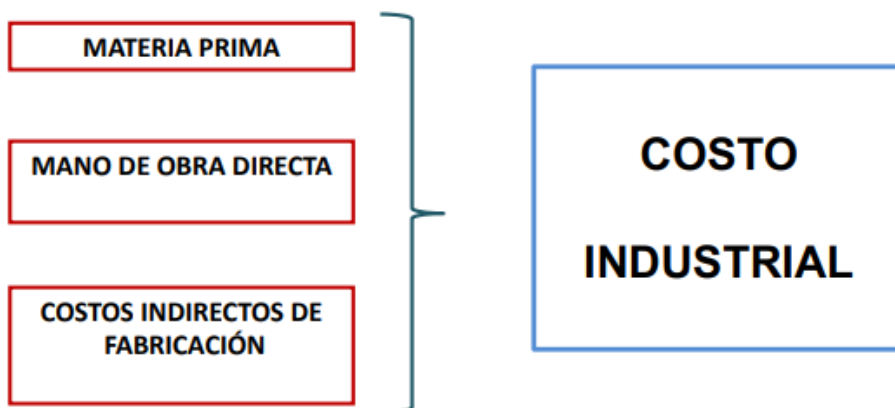 MATERIA PRIMA
MANO DE OBRA DIRECTA
COSTOS INDIRECTOS DE
FABRICACIÓN
COSTO
INDUSTRIAL